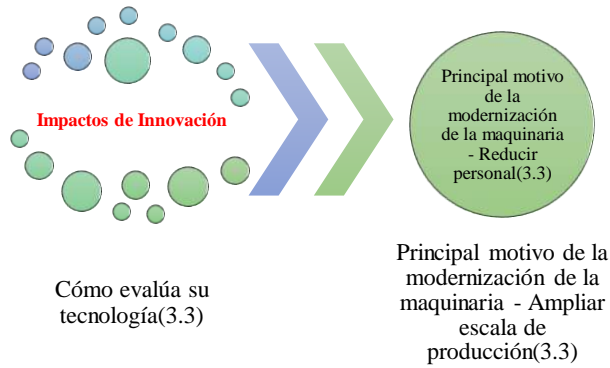 Impactos de Innovación
Cómo evalúa su
tecnología(3.3)
Principal motivo
de la
modernización
de la maquinaria
- Reducir
personal(3.3)
Principal motivo de la
modernización de la
maquinaria - Ampliar
escala de
producción(3.3)